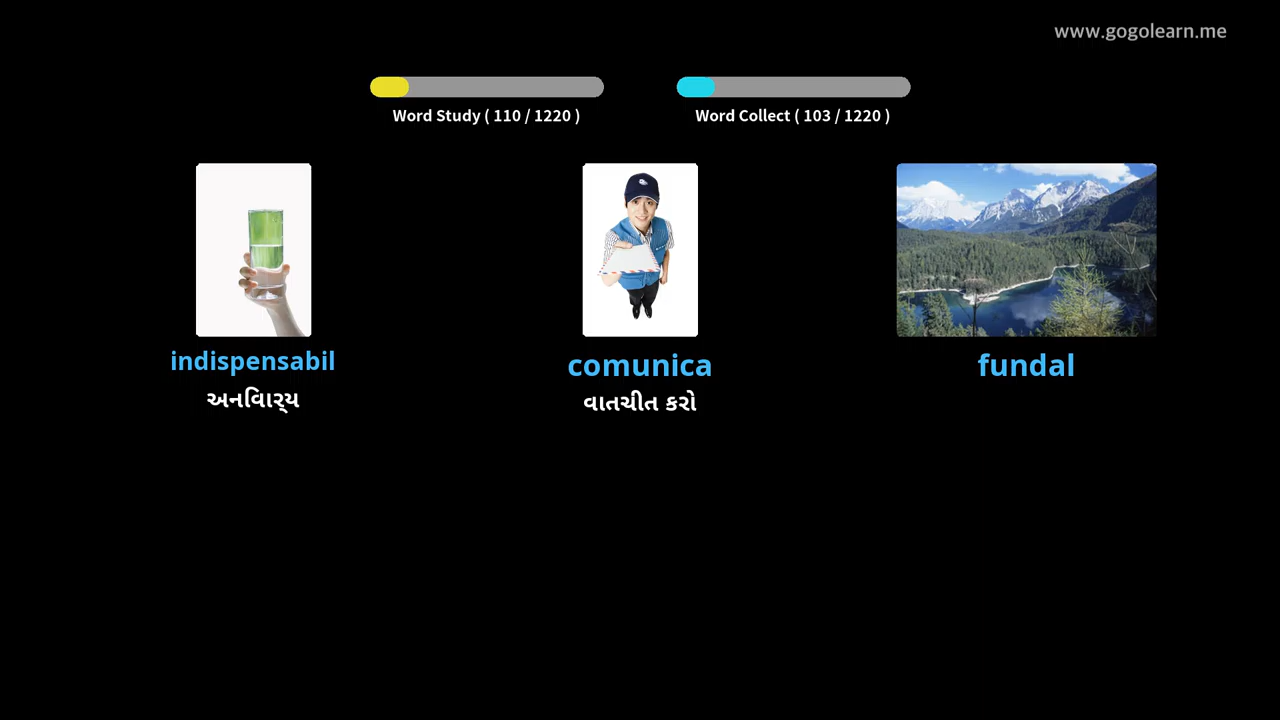 www.gogolearn.me
Word Study ( 110 / 1220 )
Word Collect ( 103 / 1220 )
indispensabil
comunica
fundal
અનિવાર્ય
વાતચીત કરો